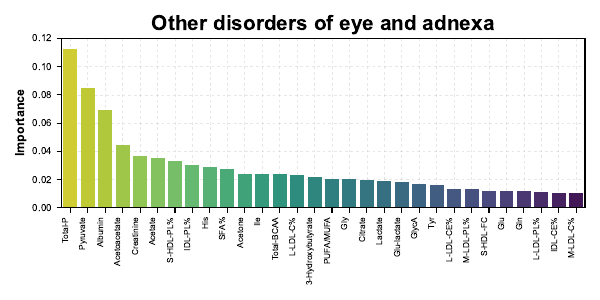 Other disorders of eye and adnexa
Importance
0.12
0.10
0.08
0.06
0.04
0.02
0.00
Total-P
Pyruvate
Albumin
Acetoacetate
Creatinine
Acetate
S-HDL-PL%
IDL-PL%
His
SFA%
Acetone
Ile
Total-BCAA
L-LDL-C%
3-Hydroxybutyrate
PUFA/MUFA
Gly
Citrate
Lactate
Glu-lactate
GlycA
Tyr
L-LDL-CE%
M-LDL-PL%
S-HDL-FC
Glu
Gln
L-LDL-PL%
IDL-CE%
M-LDL-C%